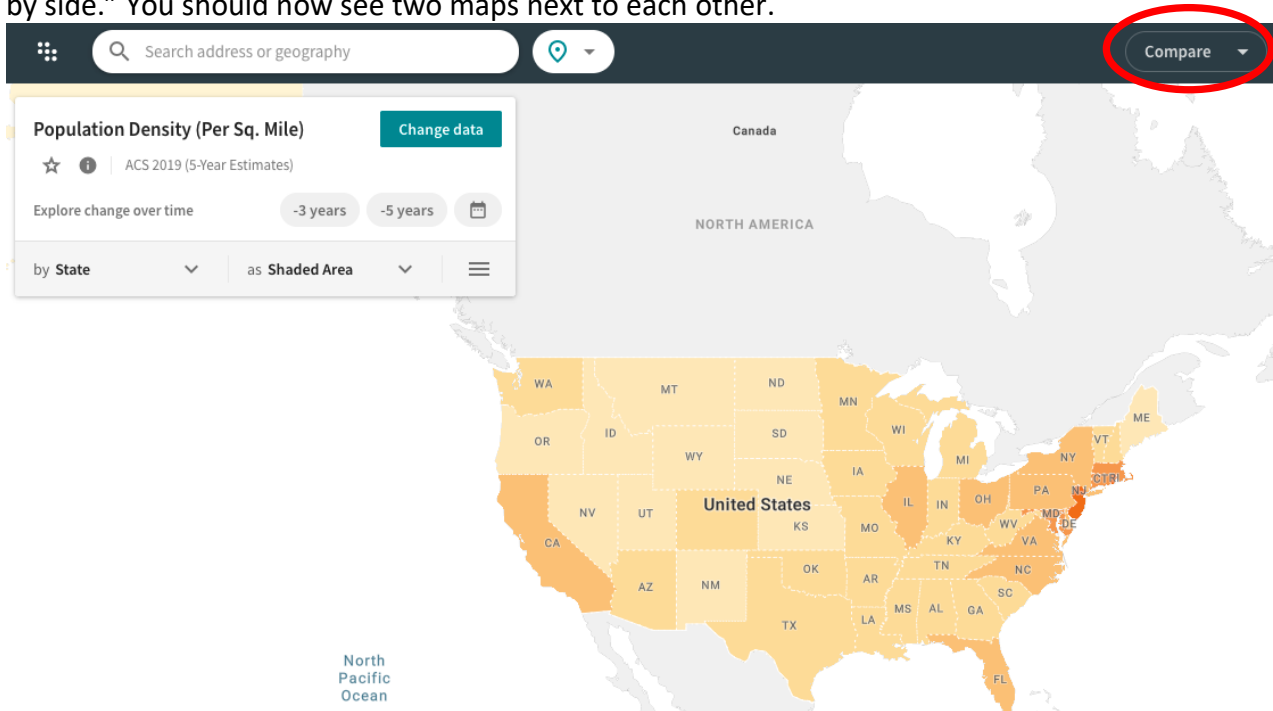 by side." You should now see two maps next to each other.
Search address or geography
Compare
Population Density (Per Sq. Mile)
Change data
ACS 2019 (5-Year Estimates)
Explore change over time
-3 years
-5 years
by State
as Shaded Area
Canada
NORTH AMERICA
WA
MT
ND
MN
ME
OR
ID
SD
WI
VT
WY
MI
NY
NE
IA
CTRI
United States
PA
NJ
NV
UT
KS
MO
IL
IN
OH
MD
DE
WV
CA
KY
VA
OK
TN
NC
AZ
NM
AR
SC
MS
AL
GA
TX
LA
FL
North
Pacific
Ocean